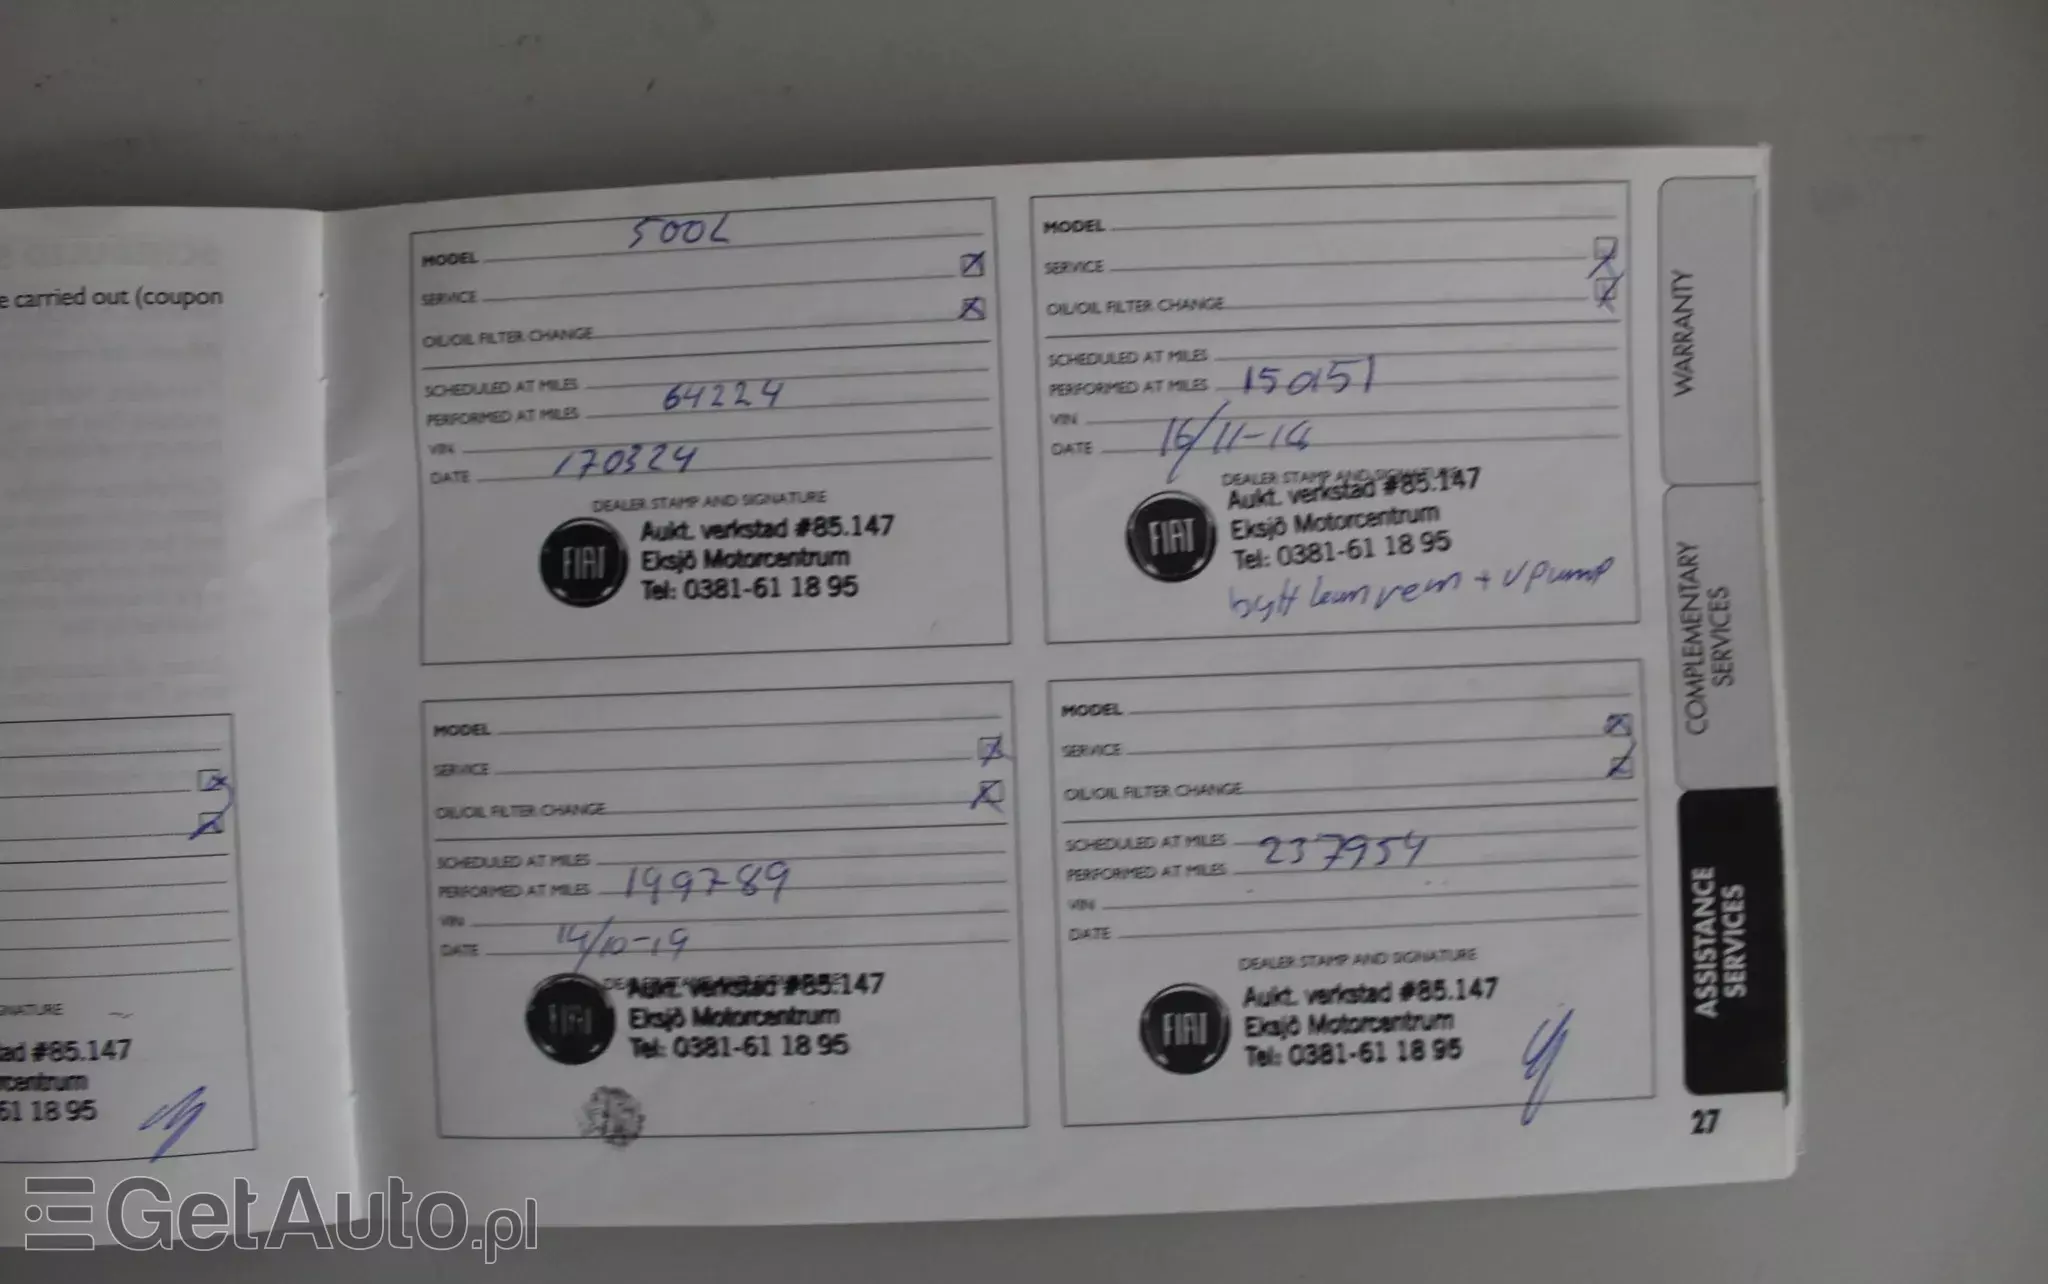 e carried out (coupon
GNATURE
ad #85.147
rcentrum
61 18 95
MODEL 500L
SERVICE X
OIL/OIL FILTER CHANGE X
SCHEDULED AT MILES
PERFORMED AT MILES 64224
VIN
DATE 170324
DEALER STAMP AND SIGNATURE
FIAT
Aukt. verkstad #85.147
Eksjö Motorcentrum
Tel: 0381-61 18 95
MODEL
SERVICE X
OIL/OIL FILTER CHANGE X
SCHEDULED AT MILES
PERFORMED AT MILES 150151
VIN
DATE
DEALER STAMP AND SIGNATURE
FIAT
Aukt. verkstad #85.147
Eksjö Motorcentrum
Tel: 0381-61 18 95
bytt kamrem + vpump
MODEL
SERVICE X
OIL/OIL FILTER CHANGE X
SCHEDULED AT MILES
PERFORMED AT MILES 199789
VIN
DATE 14/10-19
FIAT
Aukt. verkstad #85.147
Eksjö Motorcentrum
Tel: 0381-61 18 95
MODEL
SERVICE X
OIL/OIL FILTER CHANGE X
SCHEDULED AT MILES 237954
PERFORMED AT MILES
VIN
DATE
DEALER STAMP AND SIGNATURE
FIAT
Aukt. verkstad #85.147
Eksjö Motorcentrum
Tel: 0381-61 18 95
WARRANTY
COMPLEMENTARY
SERVICES
ASSISTANCE
SERVICES
27
GetAuto.pl